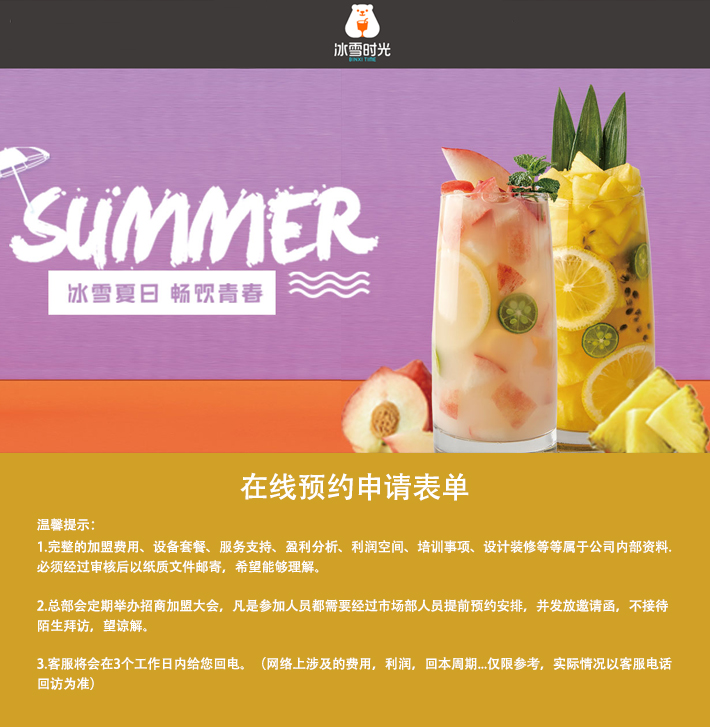 冰雪时光
BINXI TIME
SUMMER
冰雪夏日 畅饮青春
在线预约申请表单
温馨提示：
1.完整的加盟费用、设备套餐、服务支持、盈利分析、利润空间、培训事项、设计装修等等属于公司内部资料.
必须经过审核后以纸质文件邮寄，希望能够理解。
2.总部会定期举办招商加盟大会，凡是参加人员都需要经过市场部人员提前预约安排，并发放邀请函，不接待
陌生拜访，望谅解。
3.客服将会在3个工作日内给您回电。（网络上涉及的费用，利润，回本周期...仅限参考，实际情况以客服电话
回访为准）